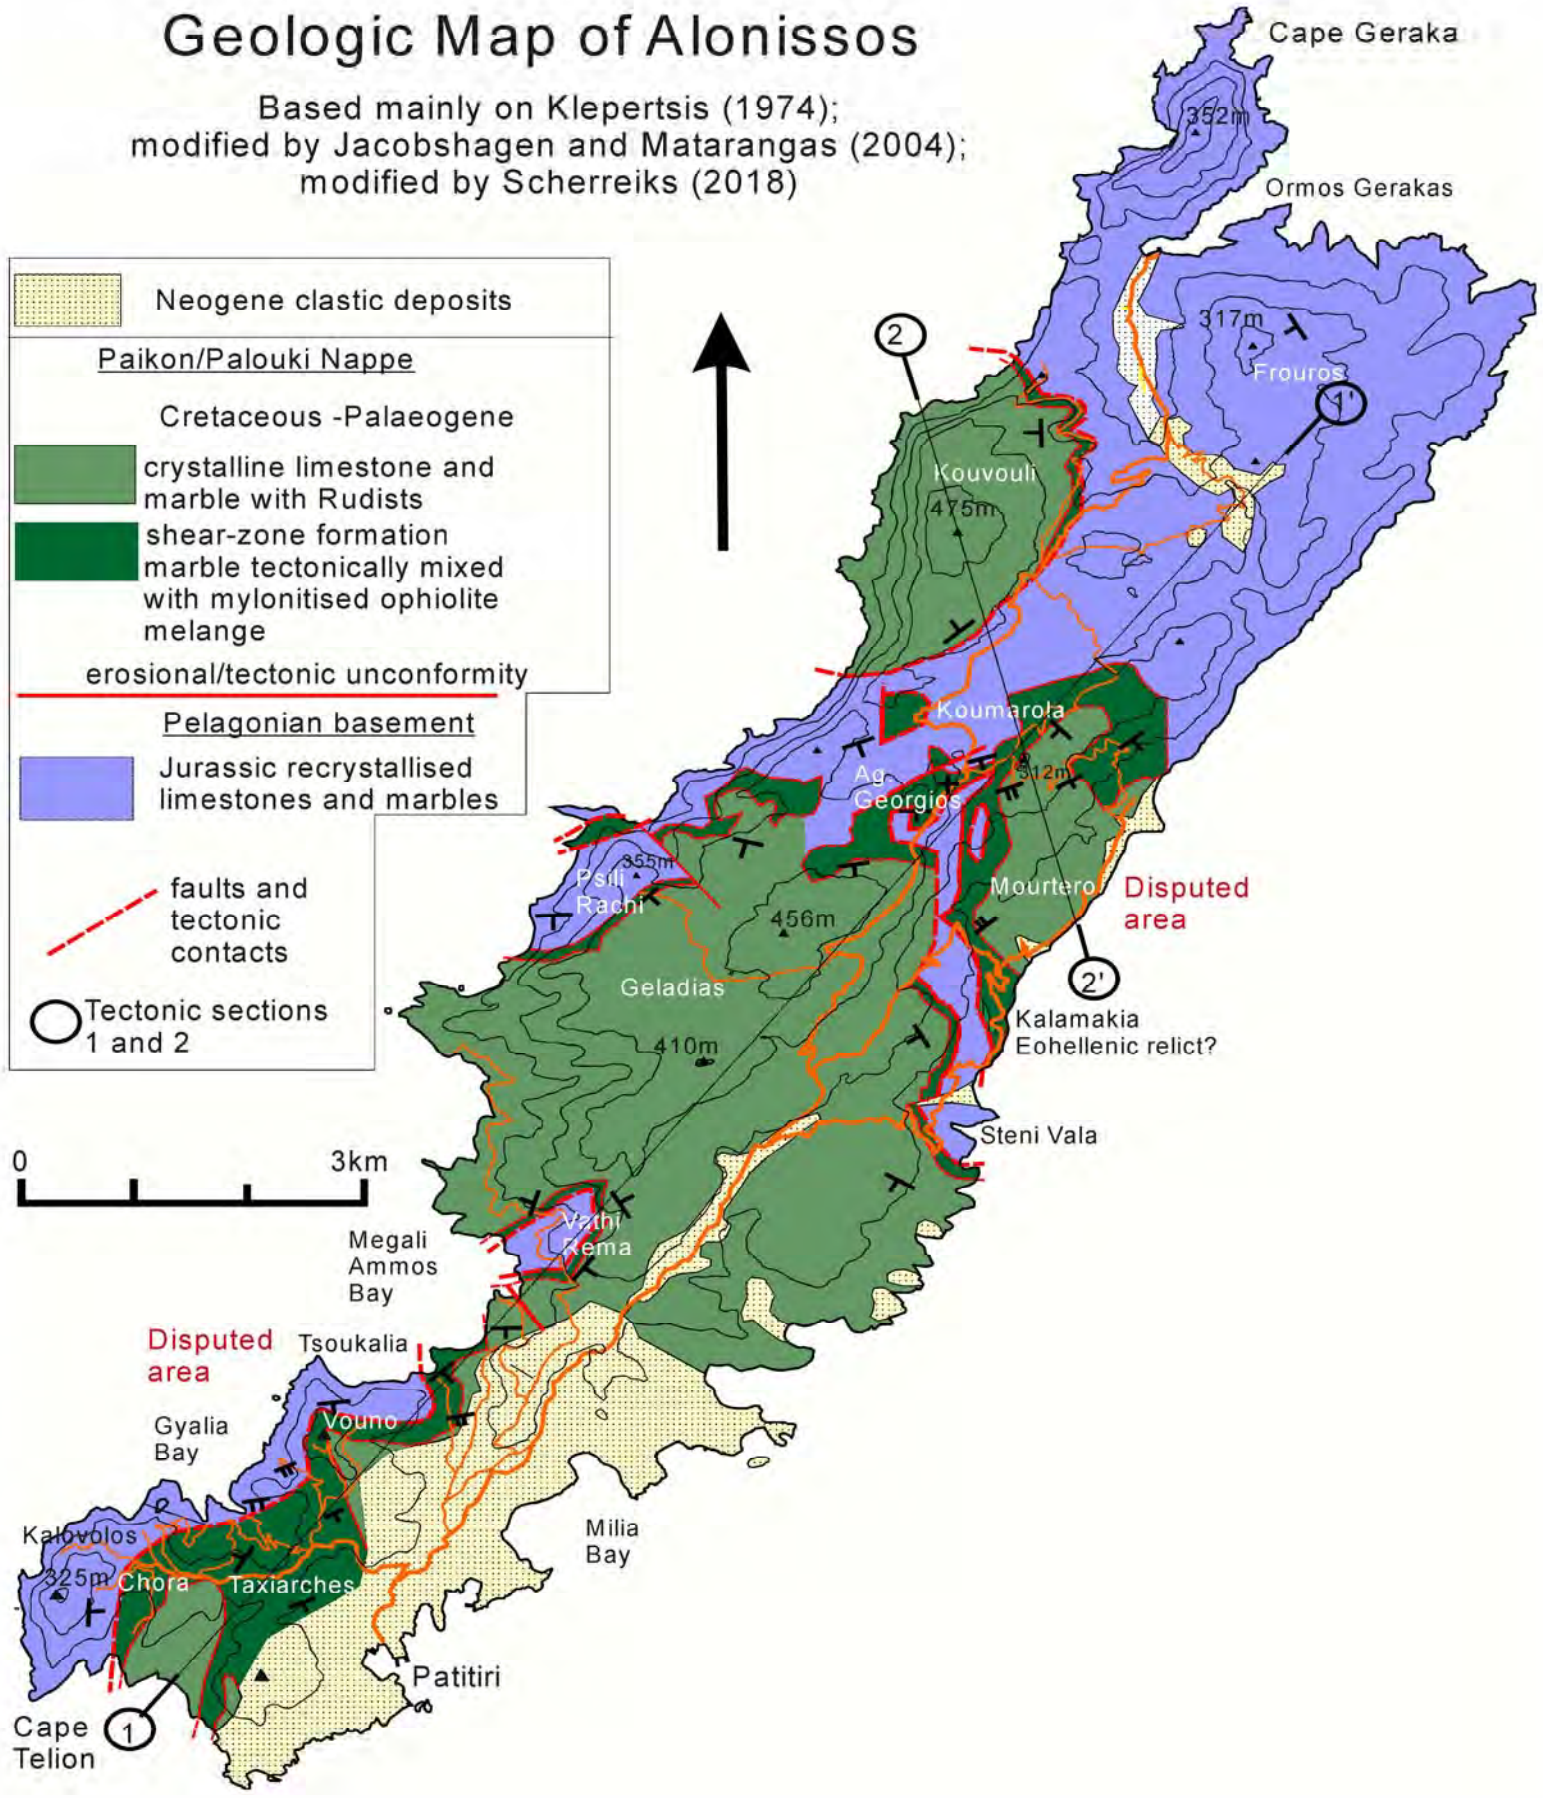 Geologic Map of Alonissos
Based mainly on Klepertsis (1974);
modified by Jacobshagen and Matarangas (2004);
modified by Scherreiks (2018)
Cape Geraka
352m
Ormos Gerakas
Neogene clastic deposits
Paikon/Palouki Nappe
Cretaceous -Palaeogene
crystalline limestone and
marble with Rudists
shear-zone formation
marble tectonically mixed
with mylonitised ophiolite
melange
erosional/tectonic unconformity
Pelagonian basement
Jurassic recrystallised
limestones and marbles
faults and
tectonic
contacts
Tectonic sections
1 and 2
2
317m
Frouros
1'
Kouvouli
475m
Koumarola
312m
Ag.
Georgios
355m
Psili
Rachi
Mourtero
Disputed
area
456m
2'
Geladias
Kalamakia
Eohellenic relict?
410m
Steni Vala
0
3km
Vathi
Rema
Megali
Ammos
Bay
Disputed
area
Tsoukalia
Gyalia
Bay
Vouno
Kalovolos
Milia
Bay
325m
Chora
Taxiarches
Patitiri
Cape
Telion
1